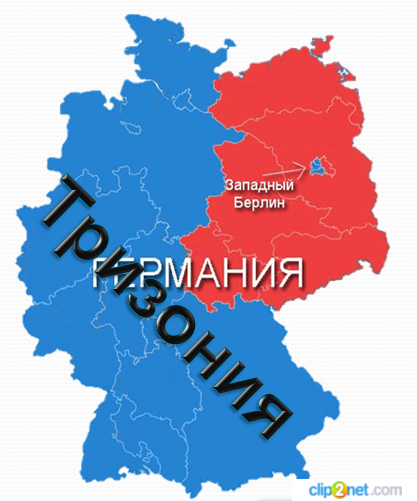 Западный
Берлин
ГЕРМАНИЯ
Тризония
clip2net.com